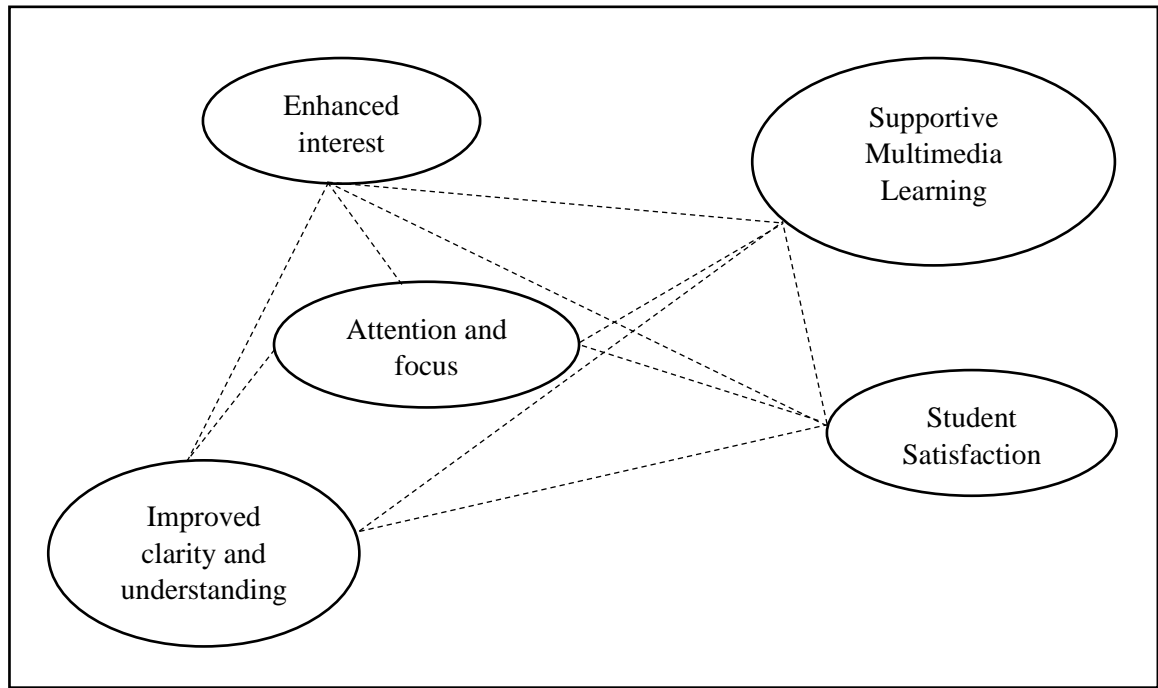 Enhanced
interest
Supportive
Multimedia
Learning
Attention and
focus
Student
Satisfaction
Improved
clarity and
understanding